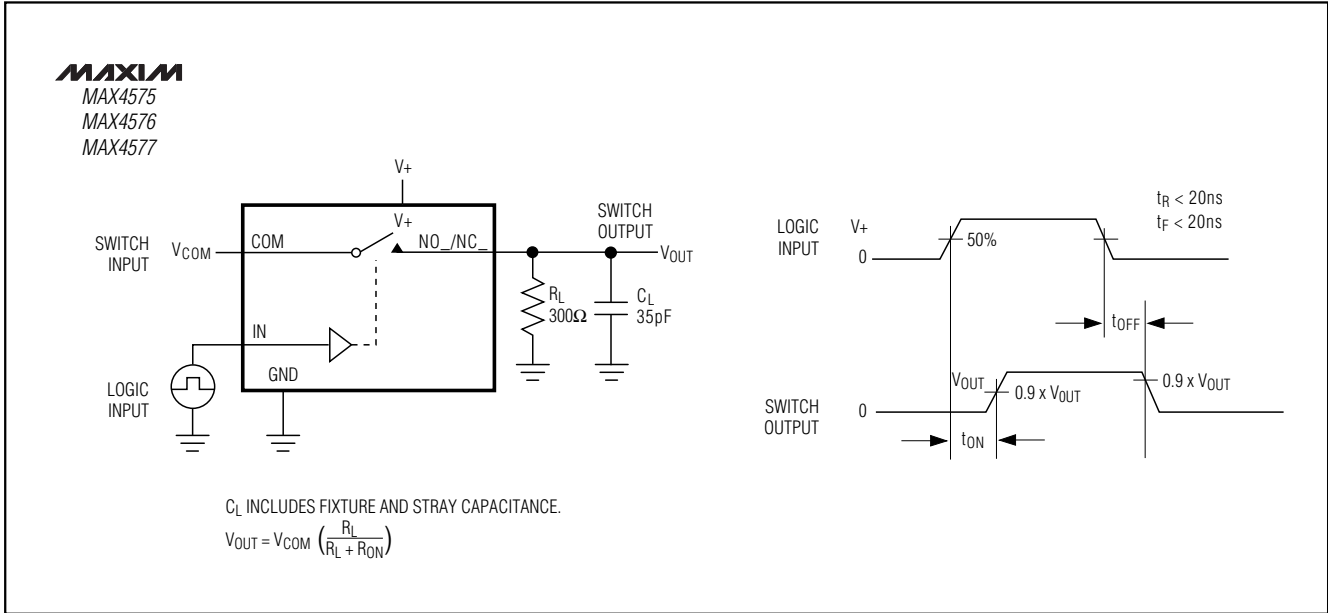 MAXIM
MAX4575
MAX4576
MAX4577
V+
V+
SWITCH INPUT
VCOM
COM
NO_/NC_
SWITCH OUTPUT
VOUT
RL
300Ω
CL
35pF
IN
GND
LOGIC INPUT
CL INCLUDES FIXTURE AND STRAY CAPACITANCE.
VOUT = VCOM (RL / RL + RON)
tR < 20ns
tF < 20ns
LOGIC INPUT
V+
0
50%
tOFF
SWITCH OUTPUT
VOUT
0
0.9 x VOUT
0.9 x VOUT
tON